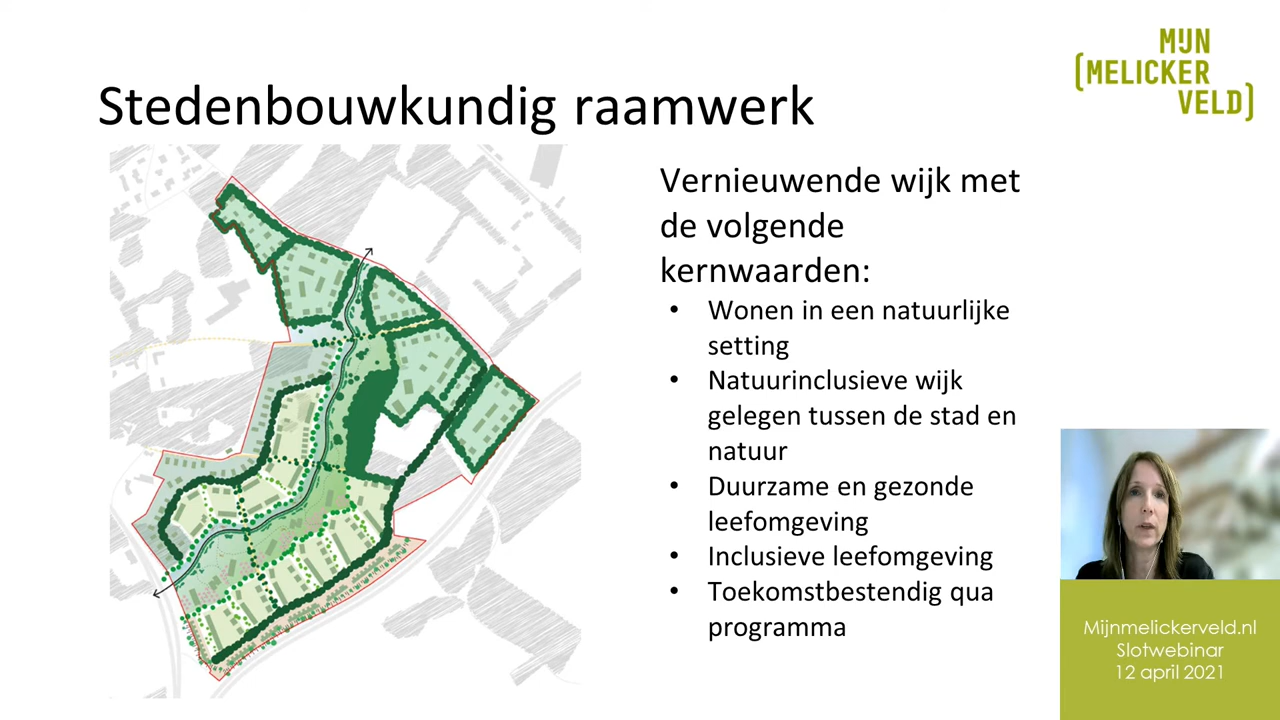 MIJN
[MELICKER
VELD]
Stedenbouwkundig raamwerk
Vernieuwende wijk met
de volgende
kernwaarden:
• Wonen in een natuurlijke
setting
• Natuurinclusieve wijk
gelegen tussen de stad en
natuur
• Duurzame en gezonde
leefomgeving
• Inclusieve leefomgeving
• Toekomstbestendig qua
programma
Mijnmelickerveld.nl
Slotwebinar
12 april 2021